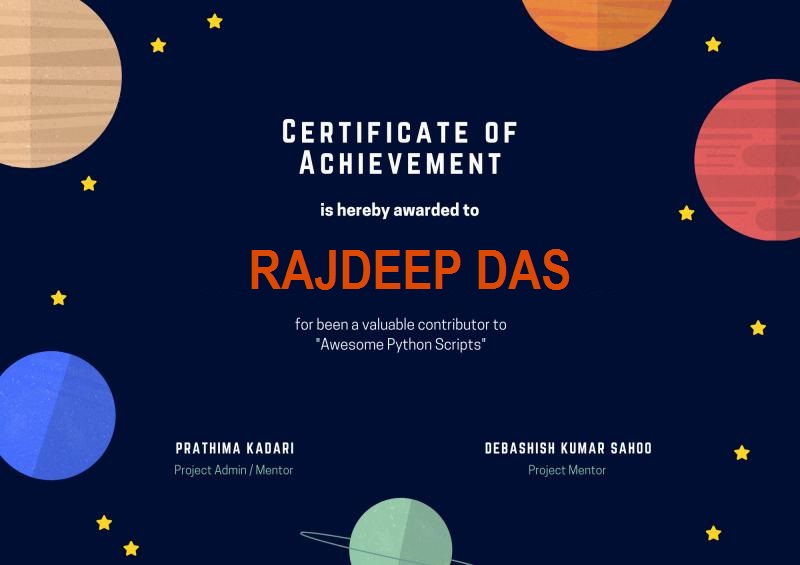 CERTIFICATE OF
ACHIEVEMENT
is hereby awarded to
RAJDEEP DAS
for been a valuable contributor to
"Awesome Python Scripts"
PRATHIMA KADARI
Project Admin / Mentor
DEBASHISH KUMAR SAHOO
Project Mentor